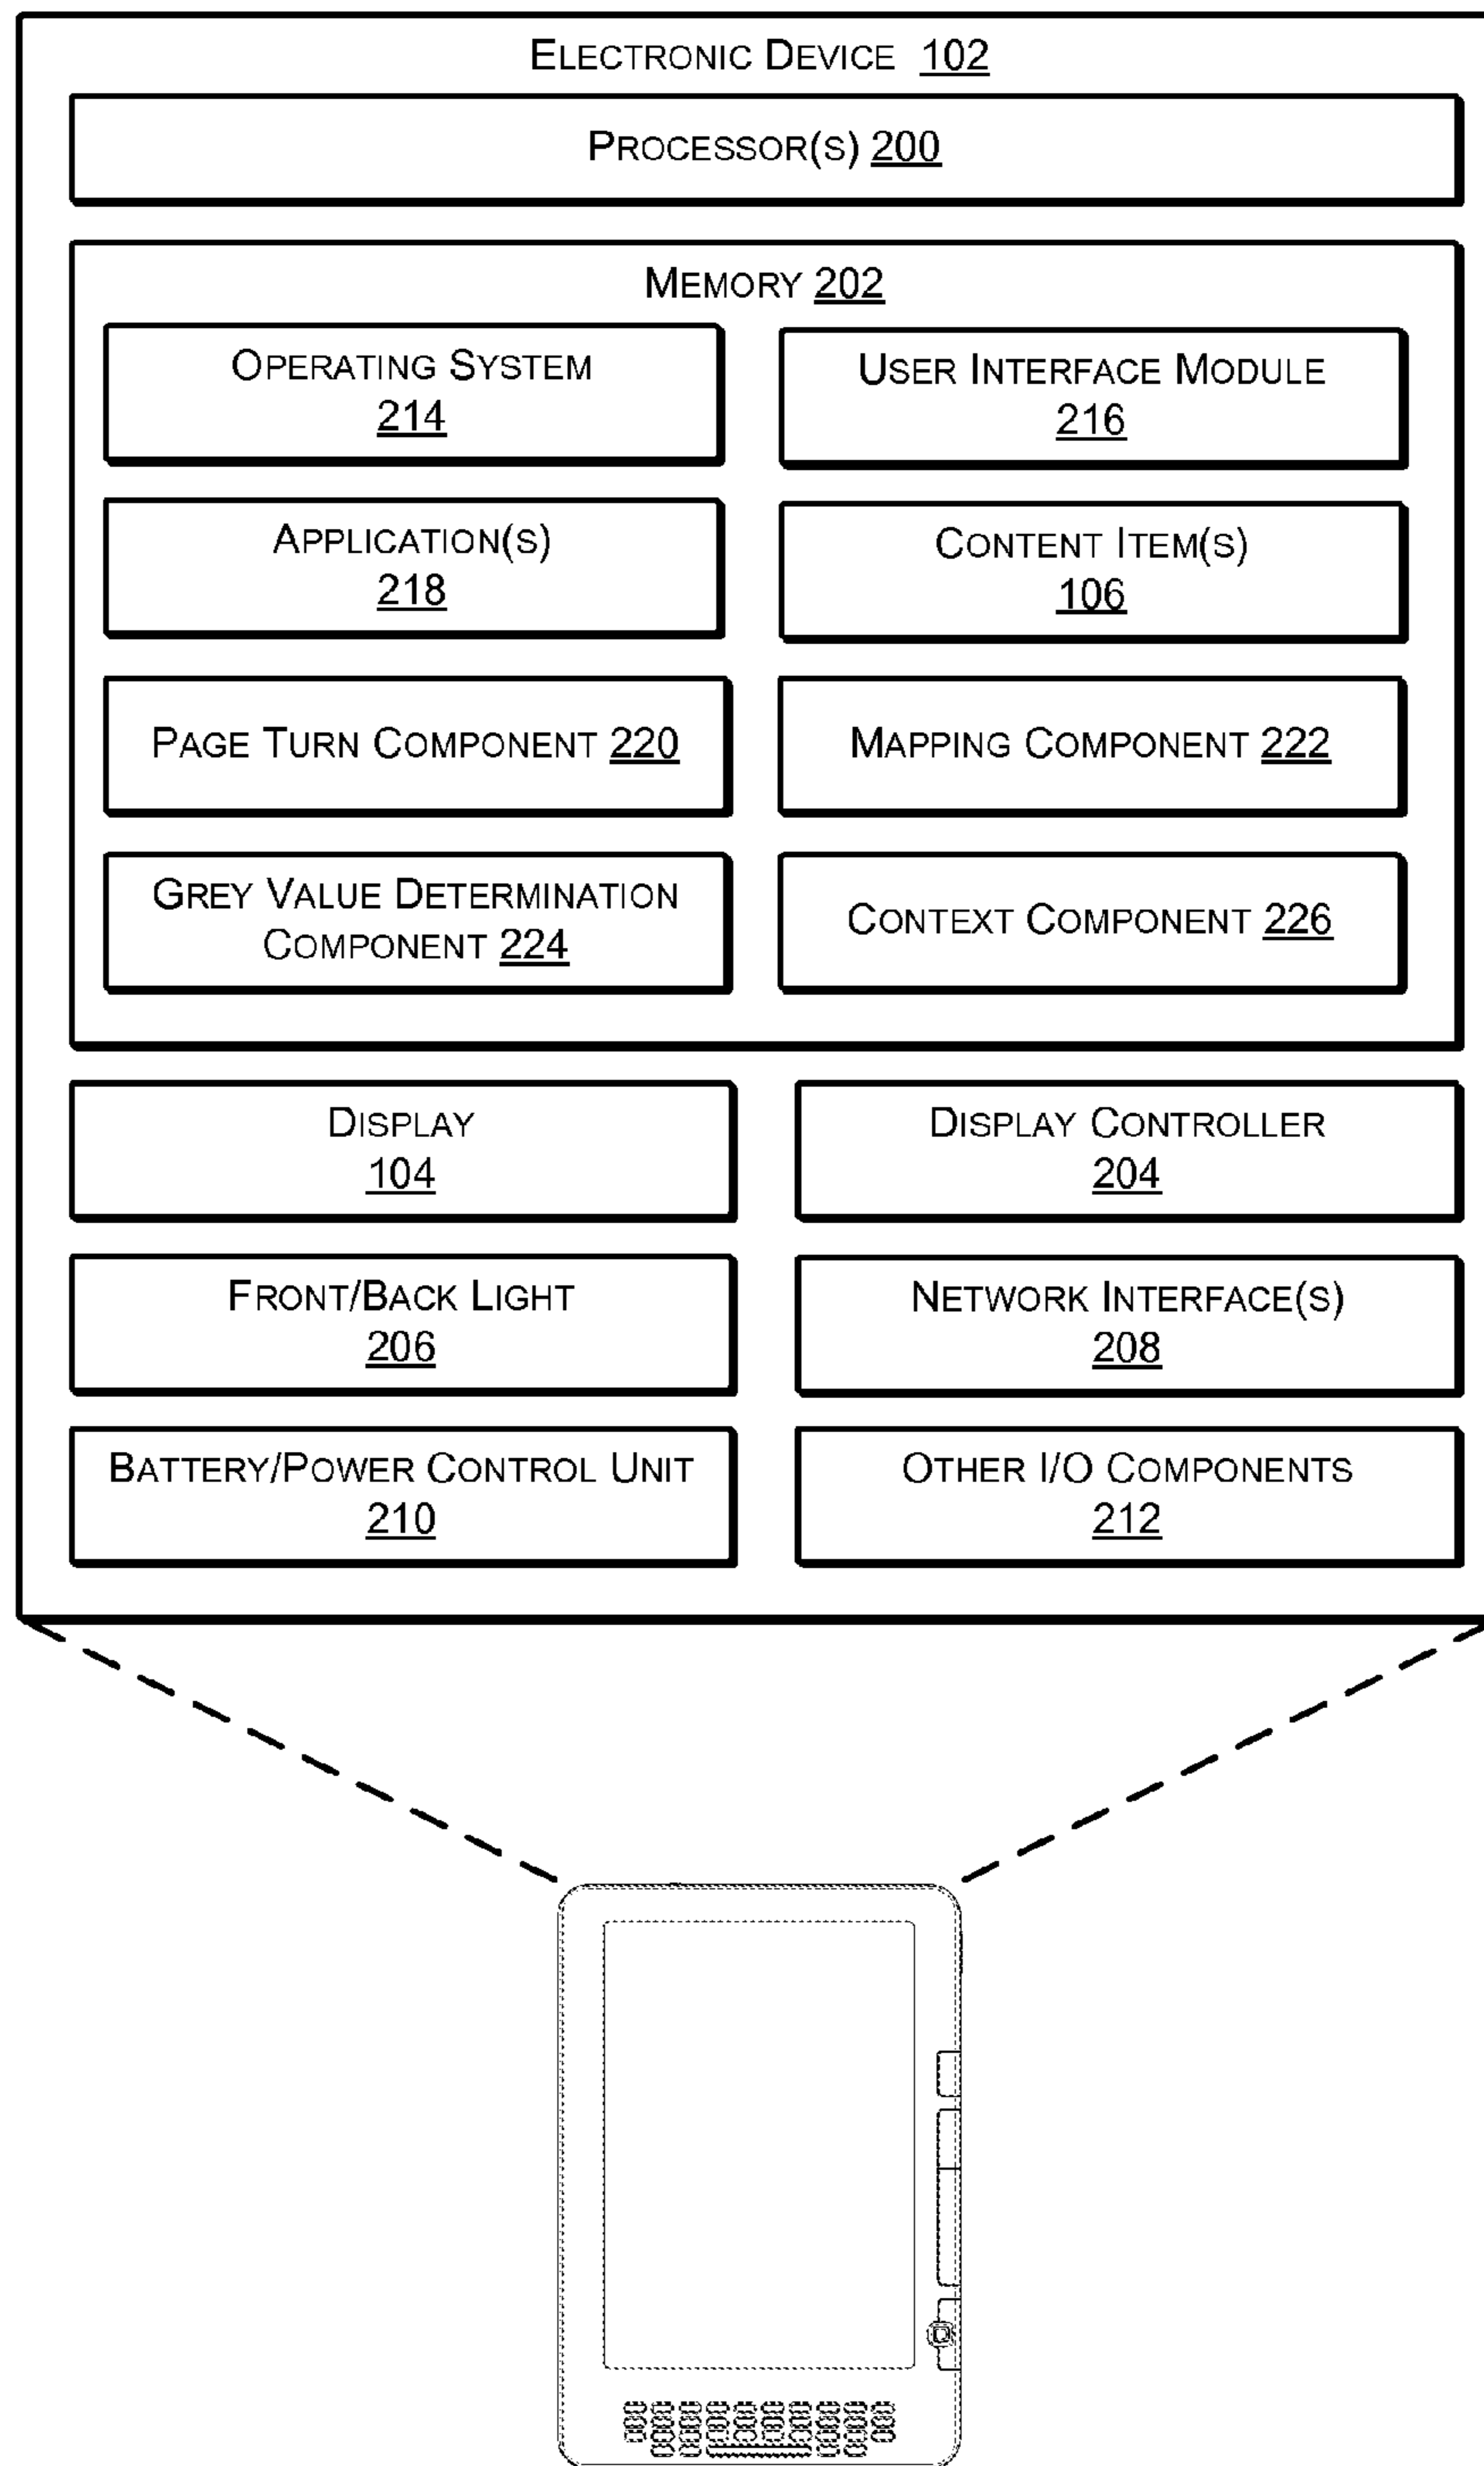 ELECTRONIC DEVICE 102
PROCESSOR(S) 200
MEMORY 202
OPERATING SYSTEM
214
USER INTERFACE MODULE
216
APPLICATION(S)
218
CONTENT ITEM(S)
106
PAGE TURN COMPONENT 220
MAPPING COMPONENT 222
GREY VALUE DETERMINATION
COMPONENT 224
CONTEXT COMPONENT 226
DISPLAY
104
DISPLAY CONTROLLER
204
FRONT/BACK LIGHT
206
NETWORK INTERFACE(S)
208
BATTERY/POWER CONTROL UNIT
210
OTHER I/O COMPONENTS
212